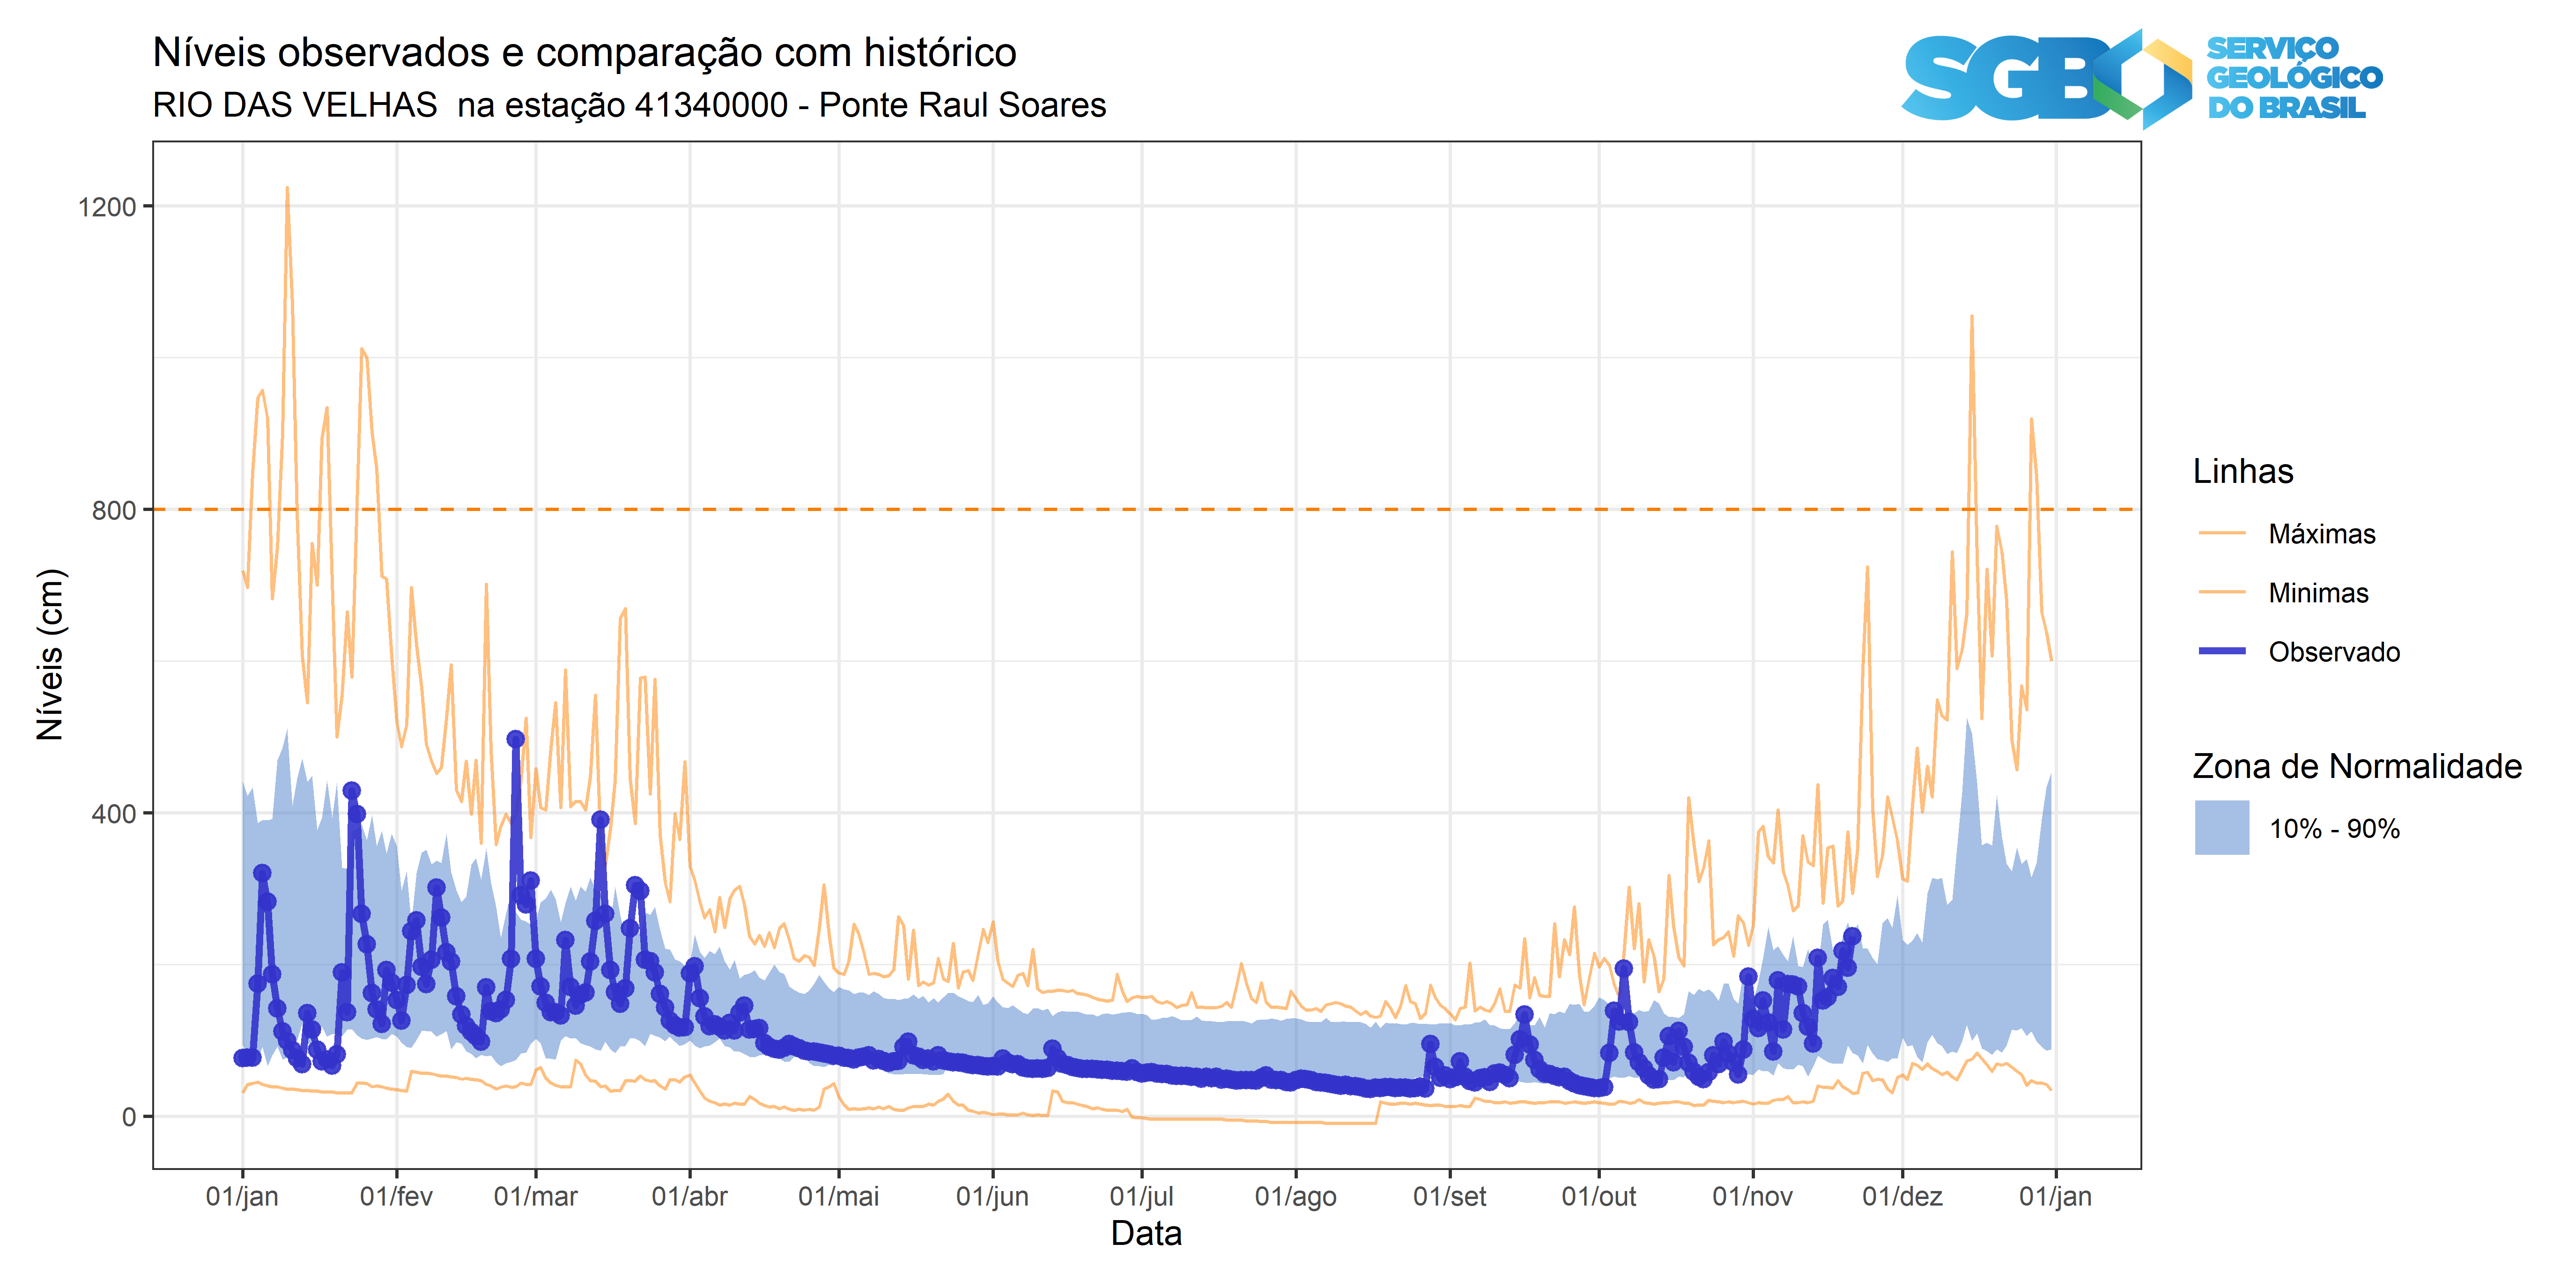 Níveis observados e comparação com histórico
RIO DAS VELHAS  na estação 41340000 - Ponte Raul Soares
SGB
SERVIÇO
GEOLÓGICO
DO BRASIL
Níveis (cm)
1200
800
400
0
01/jan 01/fev 01/mar 01/abr 01/mai 01/jun 01/jul 01/ago 01/set 01/out 01/nov 01/dez 01/jan
Data
Linhas
Máximas
Minimas
Observado
Zona de Normalidade
10% - 90%